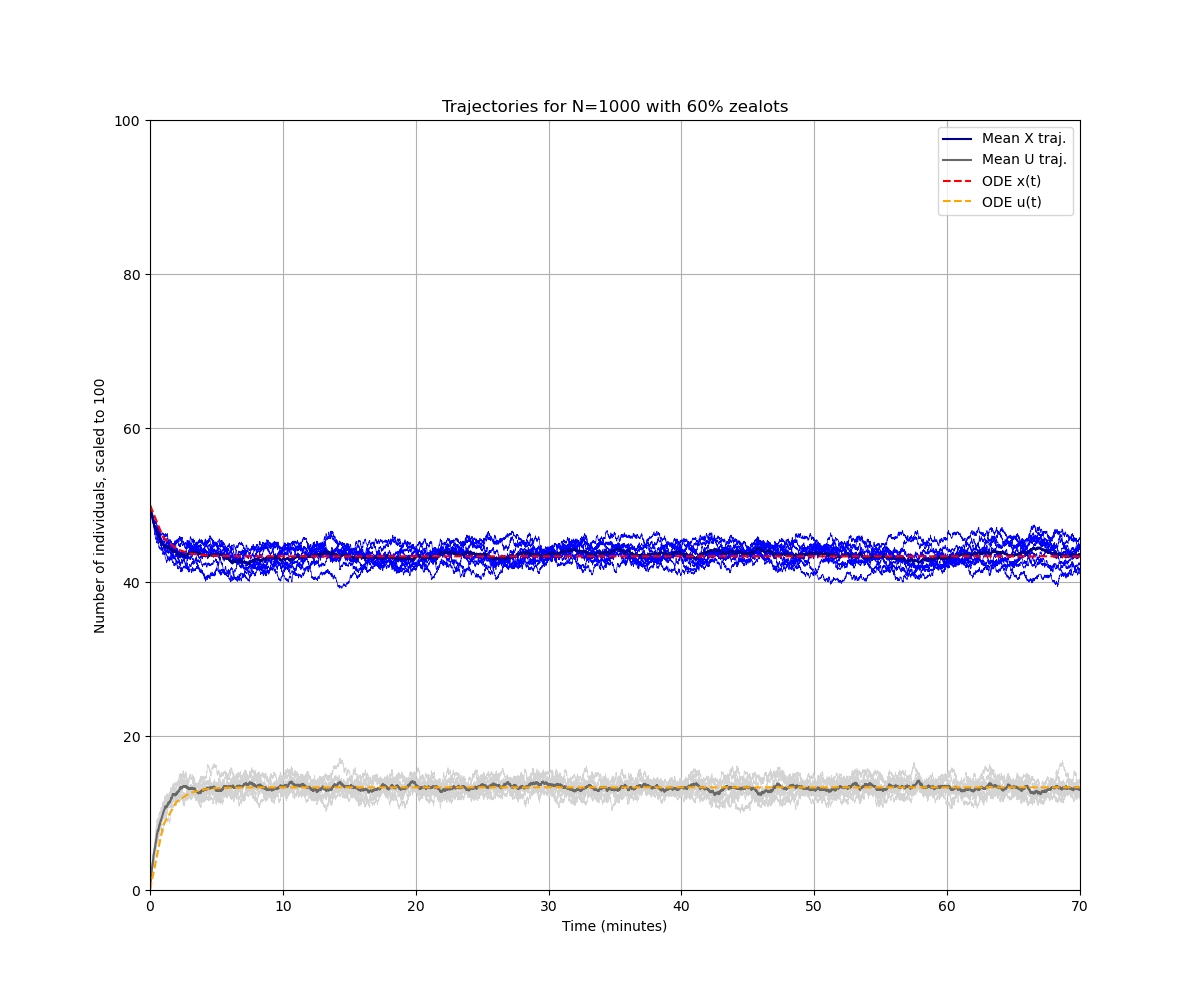 Trajectories for N=1000 with 60% zealots
100
80
60
40
20
0
Number of individuals, scaled to 100
Mean X traj.
Mean U traj.
ODE x(t)
ODE u(t)
0 10 20 30 40 50 60 70
Time (minutes)